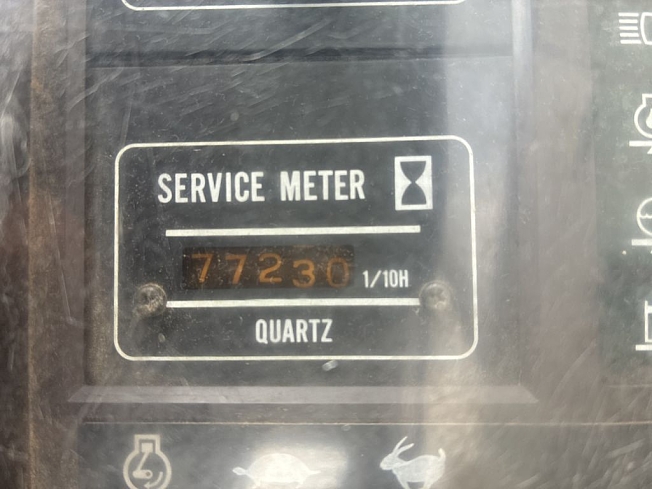 SERVICE METER
77230 1/10H
QUARTZ